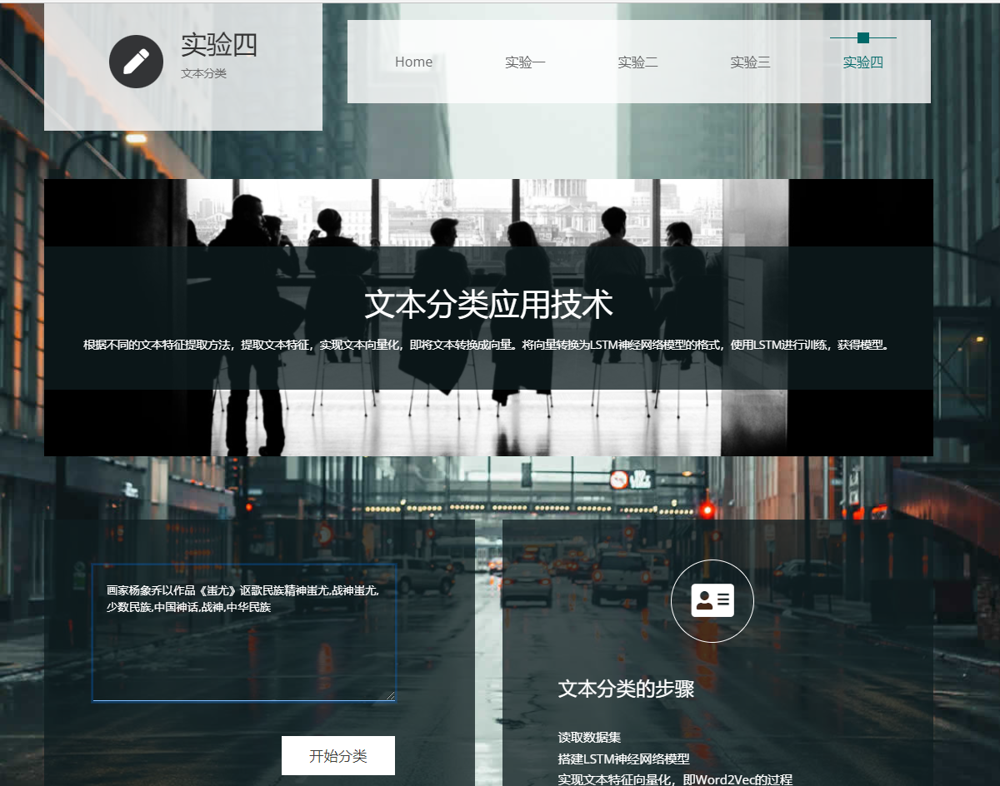 实验四
文本分类
Home
实验一
实验二
实验三
实验四
文本分类应用技术
根据不同的文本特征提取方法，提取文本特征，实现文本向量化，即将文本转换成向量。将向量转换为LSTM神经网络模型的格式，使用LSTM进行训练，获得模型。
画家杨象乔以作品《蚩尤》讴歌民族精神蚩尤,战神蚩尤,
少数民族,中国神话,战神,中华民族
开始分类
文本分类的步骤
读取数据集
搭建LSTM神经网络模型
实现文本特征向量化，即Word2Vec的过程